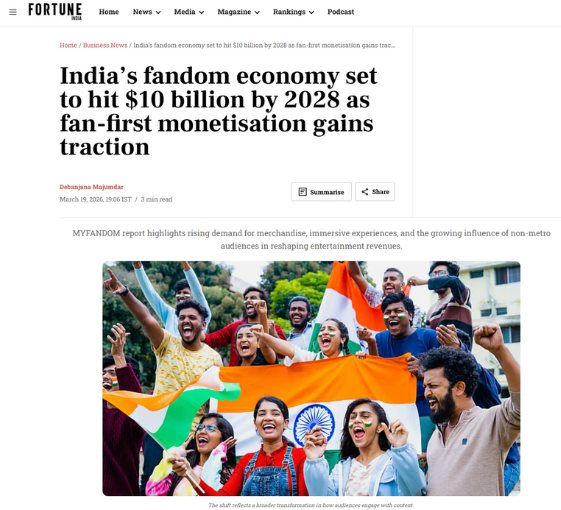 FORTUNE
INDIA
Home News Media Magazine Rankings Podcast
Home / Business News / India's fandom economy set to hit $10 billion by 2028 as fan-first monetisation gains trac...
India's fandom economy set
to hit $10 billion by 2028 as
fan-first monetisation gains
traction
Debanjana Majumdar
March 19, 2026, 19:06 IST / 3 min read
Summarise
Share
MYFANDOM report highlights rising demand for merchandise, immersive experiences, and the growing influence of non-metro
audiences in reshaping entertainment revenues.
The shift reflects a broader transformation in how audiences engage with content